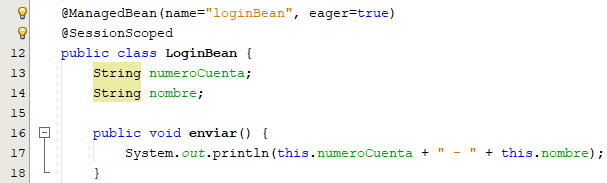 @ManagedBean(name="loginBean", eager=true)
@SessionScoped
12 public class LoginBean {
13 String numeroCuenta;
14 String nombre;
15
16 public void enviar() {
17 System.out.println(this.numeroCuenta + " - " + this.nombre);
18 }